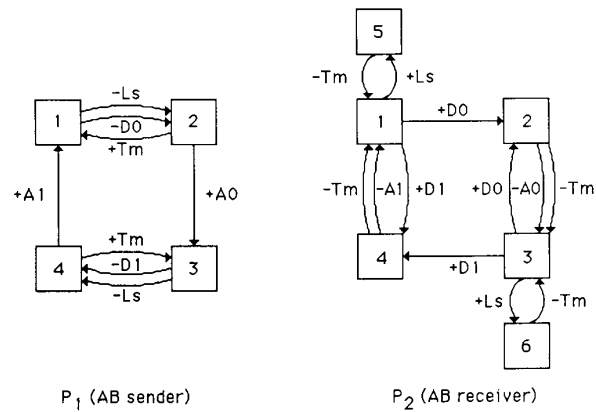 5
-Tm
+Ls
-Ls
1
2
-D0
+Tm
1
+D0
2
+A1
+A0
-Tm
-A1
+D1
+D0
-A0
-Tm
+Tm
4
3
-D1
-Ls
4
+D1
3
+Ls
-Tm
6
P1 (AB sender)
P2 (AB receiver)